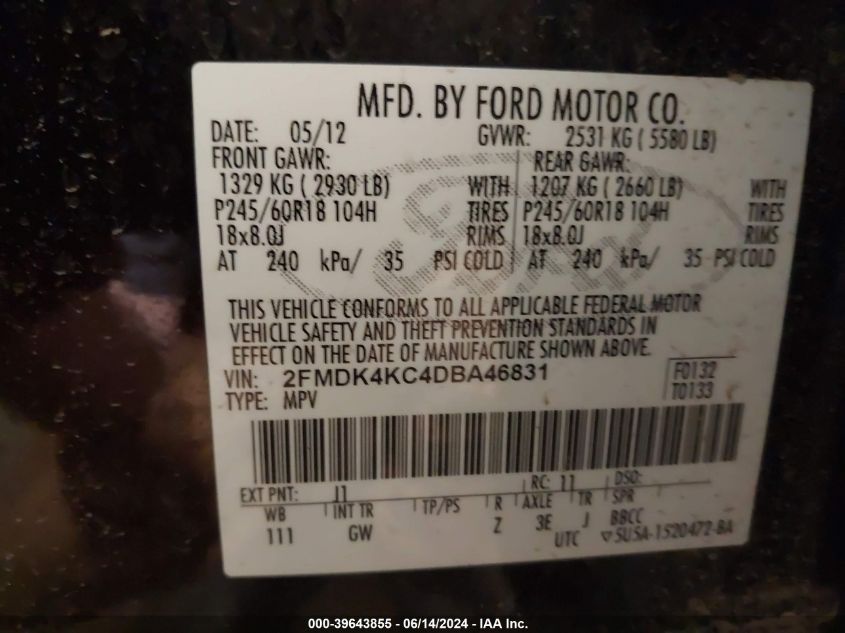 MFD. BY FORD MOTOR CO.
DATE: 05/12 GVWR: 2531 KG ( 5580 LB)
FRONT GAWR: REAR GAWR:
1329 KG ( 2930 LB) WITH 1207 KG ( 2660 LB) WITH
P245/60R18 104H TIRES P245/60R18 104H TIRES
18x8.0J RIMS 18x8.0J RIMS
AT 240 kPa/ 35 PSI COLD AT 240 kPa/ 35 PSI COLD
THIS VEHICLE CONFORMS TO ALL APPLICABLE FEDERAL MOTOR
VEHICLE SAFETY AND THEFT PREVENTION STANDARDS IN
EFFECT ON THE DATE OF MANUFACTURE SHOWN ABOVE.
VIN: 2FMDK4KC4DBA46831 F0132
TYPE: MPV T0133
EXT PNT: J1 RC: 11 DSO:
WB INT TR TP/PS R AXLE TR SPR
111 GW Z 3E J BBCC
UTC ▽5U5A-1520472-BA
000-39643855 - 06/14/2024 - IAA Inc.